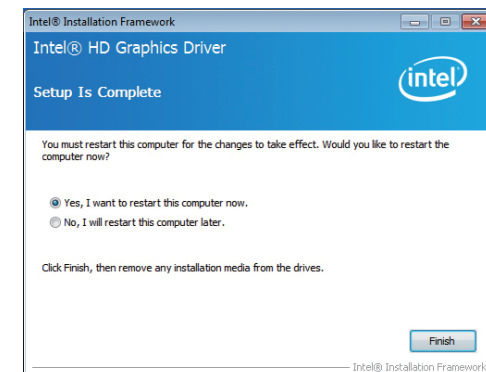 Intel® Installation Framework
Intel® HD Graphics Driver
intel
Setup Is Complete
You must restart this computer for the changes to take effect. Would you like to restart the
computer now?
Yes, I want to restart this computer now.
No, I will restart this computer later.
Click Finish, then remove any installation media from the drives.
Finish
Intel® Installation Framework